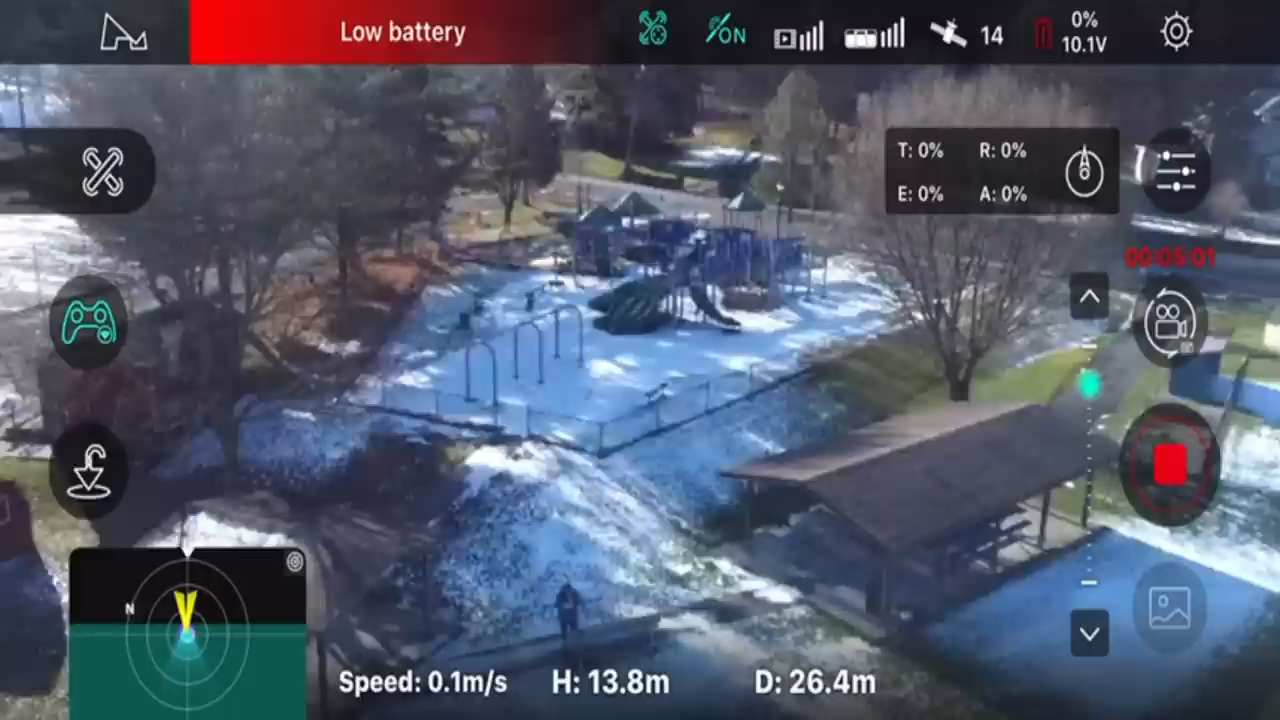 Low battery
ON
14
0%
10.1V
T: 0%
R: 0%
E: 0%
A: 0%
00:05:01
N
Speed: 0.1m/s
H: 13.8m
D: 26.4m